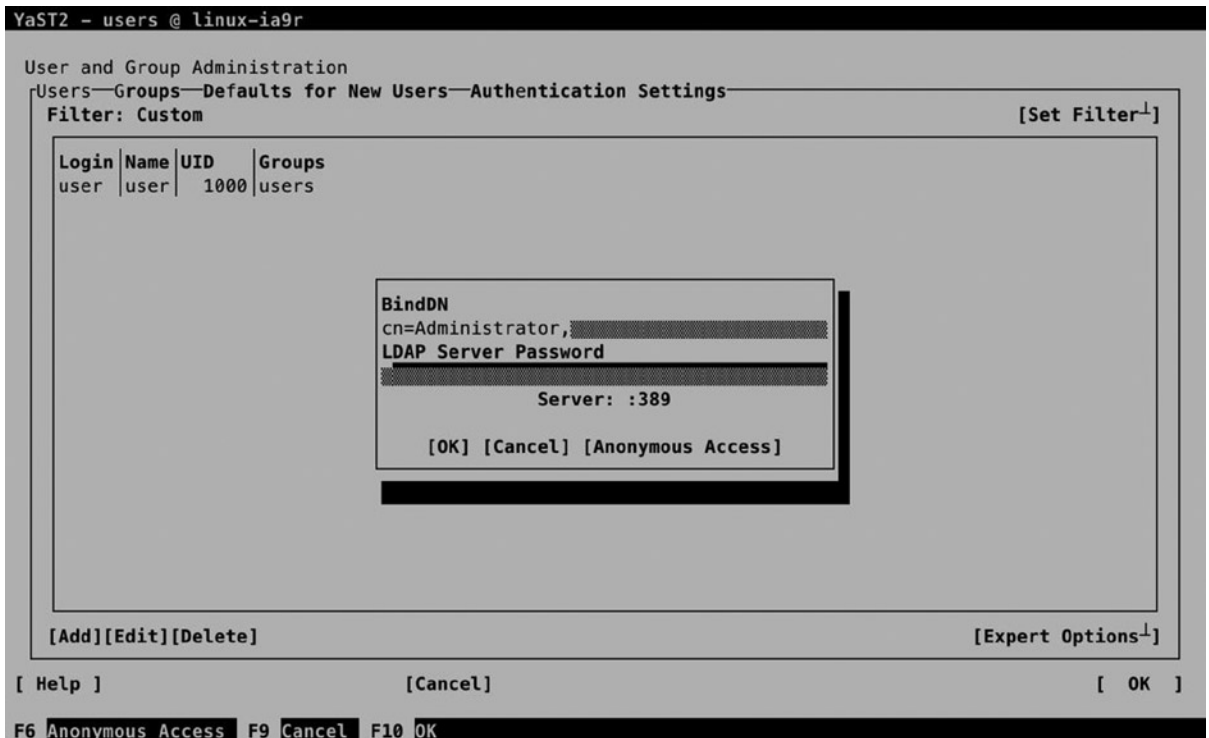 YaST2 - users @ linux-ia9r
User and Group Administration
Users—Groups—Defaults for New Users—Authentication Settings
Filter: Custom [Set Filter┴]
Login|Name|UID |Groups
user |user| 1000|users
BindDN
cn=Administrator,
LDAP Server Password
Server: :389
[OK] [Cancel] [Anonymous Access]
[Add][Edit][Delete] [Expert Options┴]
[ Help ] [Cancel] [ OK ]
F6 Anonymous Access F9 Cancel F10 OK